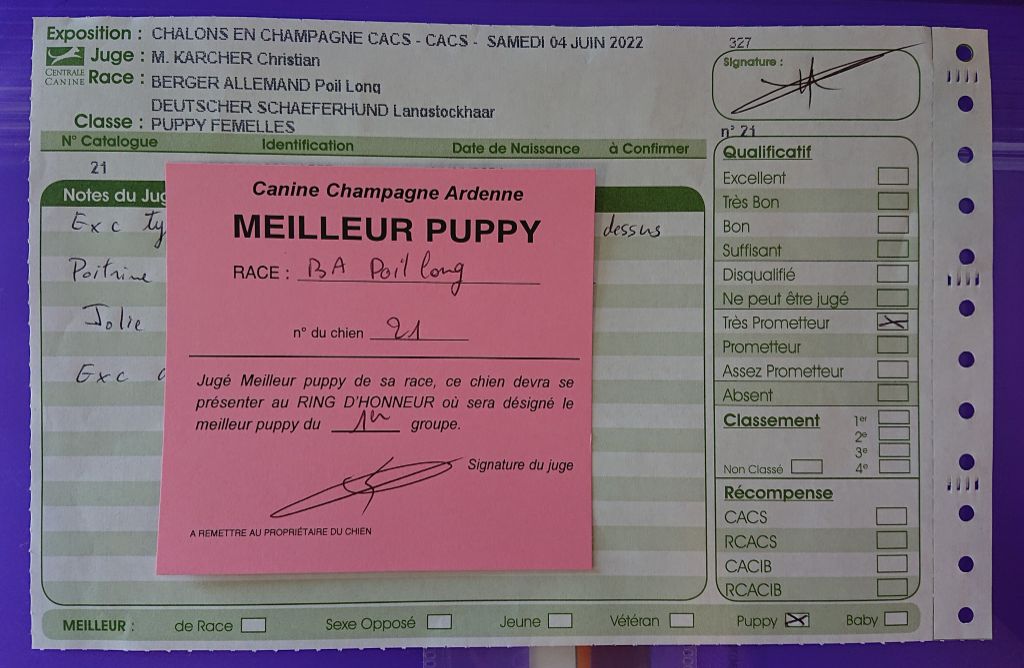 Exposition : CHALONS EN CHAMPAGNE CACS - CACS - SAMEDI 04 JUIN 2022
Juge : M. KARCHER Christian
CENTRALE CANINE
Race : BERGER ALLEMAND Poil Long
DEUTSCHER SCHAEFERHUND Langstockhaar
Classe : PUPPY FEMELLES
327
Signature :
n° 21
N° Catalogue Identification Date de Naissance à Confirmer
21
Notes du Jug
Exc ty
dessus
Poitrine
Jolie
Exc
Canine Champagne Ardenne
MEILLEUR PUPPY
RACE : BA Poil long
n° du chien 21
Jugé Meilleur puppy de sa race, ce chien devra se
présenter au RING D'HONNEUR où sera désigné le
meilleur puppy du 1er groupe.
Signature du juge
A REMETTRE AU PROPRIÉTAIRE DU CHIEN
Qualificatif
Excellent
Très Bon
Bon
Suffisant
Disqualifié
Ne peut être jugé
Très Prometteur
Prometteur
Assez Prometteur
Absent
Classement 1er
2e
3e
Non Classé 4e
Récompense
CACS
RCACS
CACIB
RCACIB
MEILLEUR : de Race Sexe Opposé Jeune Vétéran Puppy Baby